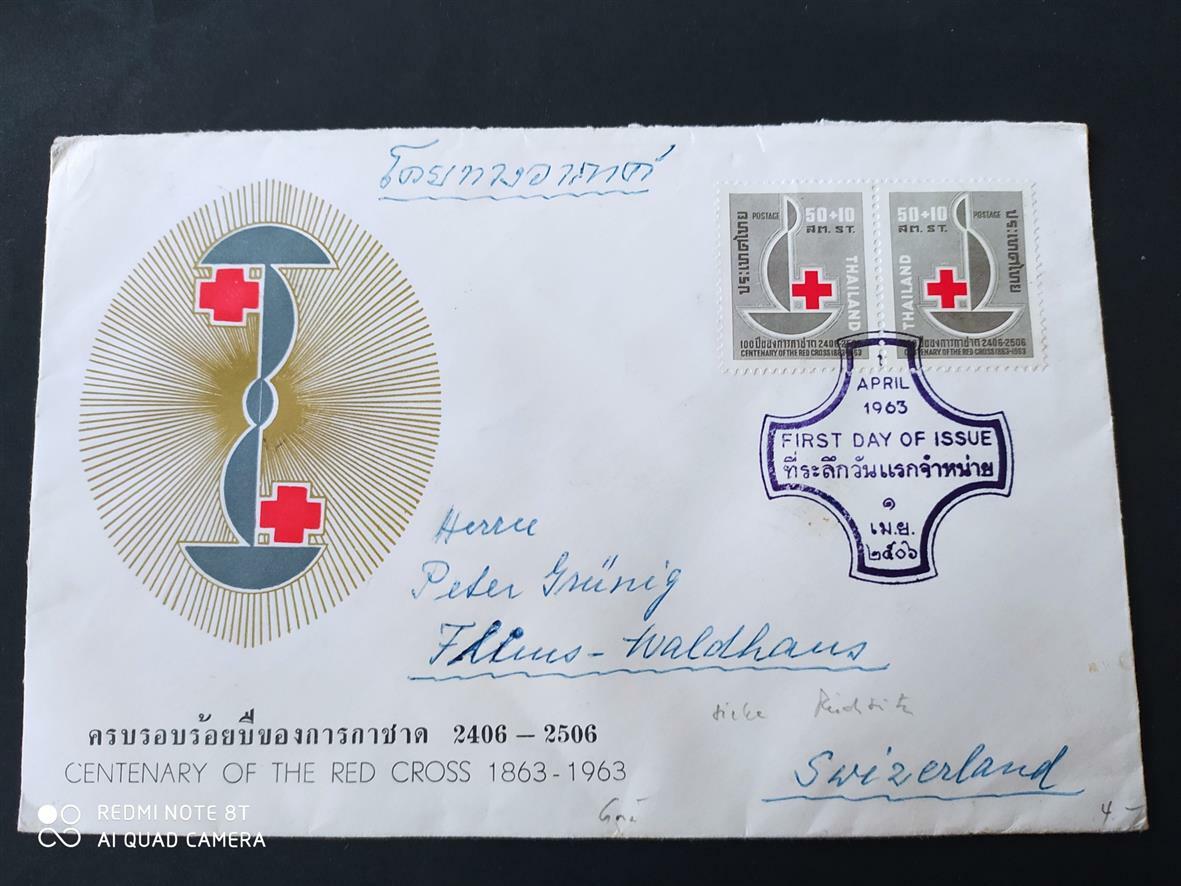 โดยทางอากาศ
ประเทศไทย
POSTAGE
50+10
สต. ST.
THAILAND
100 ปีของการกาชาด 2406-2506
CENTENARY OF THE RED CROSS 1863-1963
50+10
สต. ST.
POSTAGE
ประเทศไทย
THAILAND
100 ปีของการกาชาด 2406-2506
CENTENARY OF THE RED CROSS 1863-1963
1
APRIL
1963
FIRST DAY OF ISSUE
ที่ระลึกวันแรกจำหน่าย
๑
เม.ย.
๒๕๐๖
Herrn
Peter Grünig
Flims-Waldhaus
siehe Rückseite
Swizerland
ครบรอบร้อยปีของการกาชาด 2406 – 2506
CENTENARY OF THE RED CROSS 1863-1963
4.-
REDMI NOTE 8T
AI QUAD CAMERA